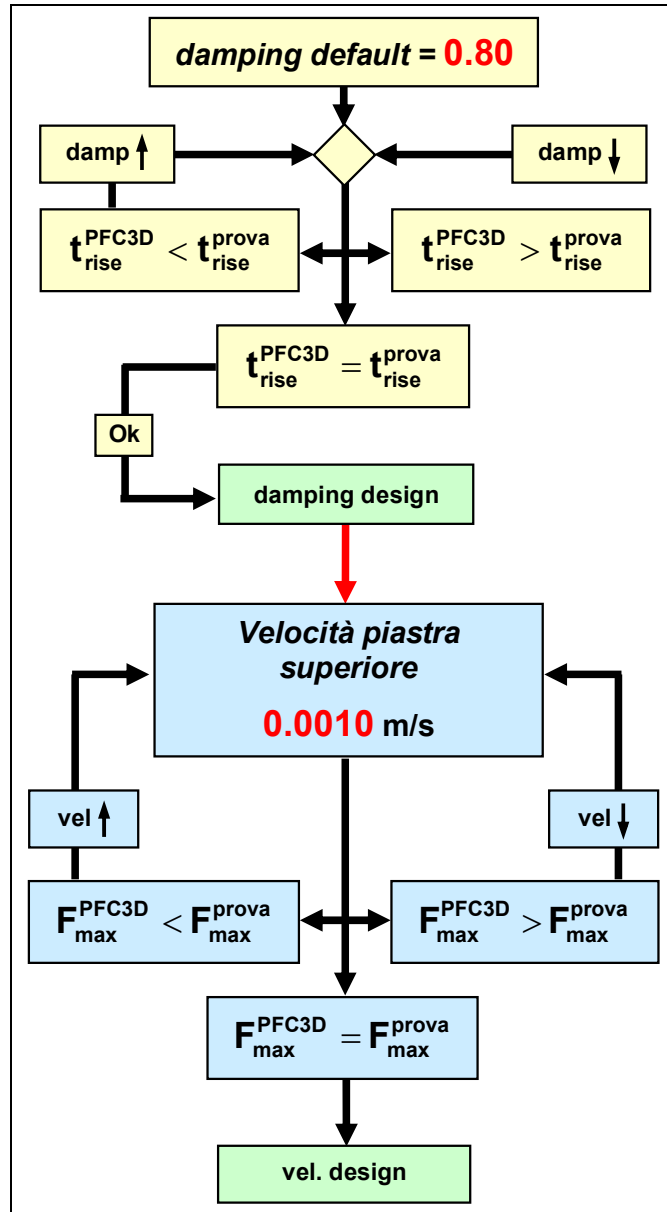 damping default = 0.80
damp ↑
damp ↓
t_rise^PFC3D < t_rise^prova
t_rise^PFC3D > t_rise^prova
t_rise^PFC3D = t_rise^prova
Ok
damping design
Velocità piastra
superiore
0.0010 m/s
vel ↑
vel ↓
F_max^PFC3D < F_max^prova
F_max^PFC3D > F_max^prova
F_max^PFC3D = F_max^prova
vel. design